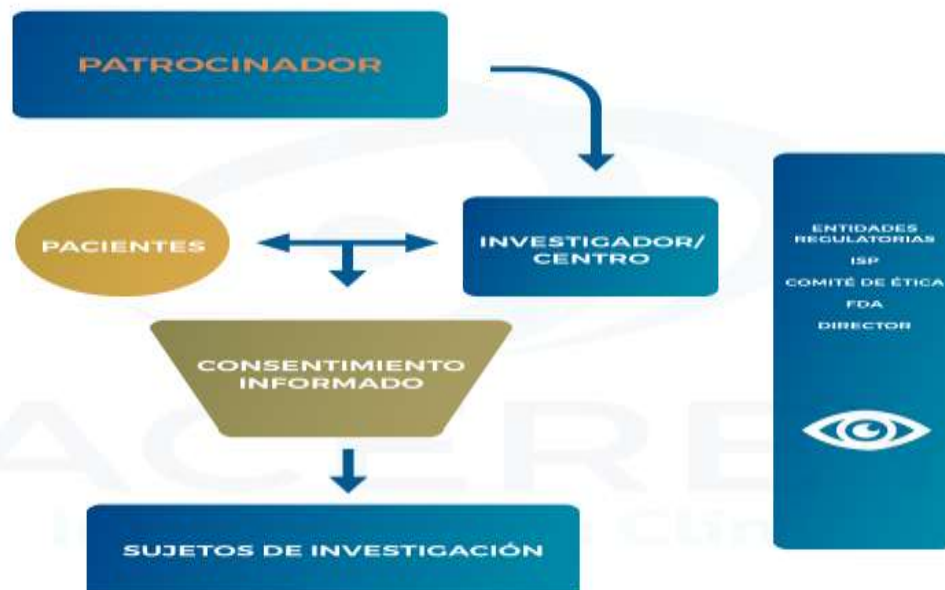 PATROCINADOR
PACIENTES
INVESTIGADOR/
CENTRO
ENTIDADES
REGULATORIAS
ISP
COMITÉ DE ÉTICA
FDA
DIRECTOR
CONSENTIMIENTO
INFORMADO
SUJETOS DE INVESTIGACIÓN